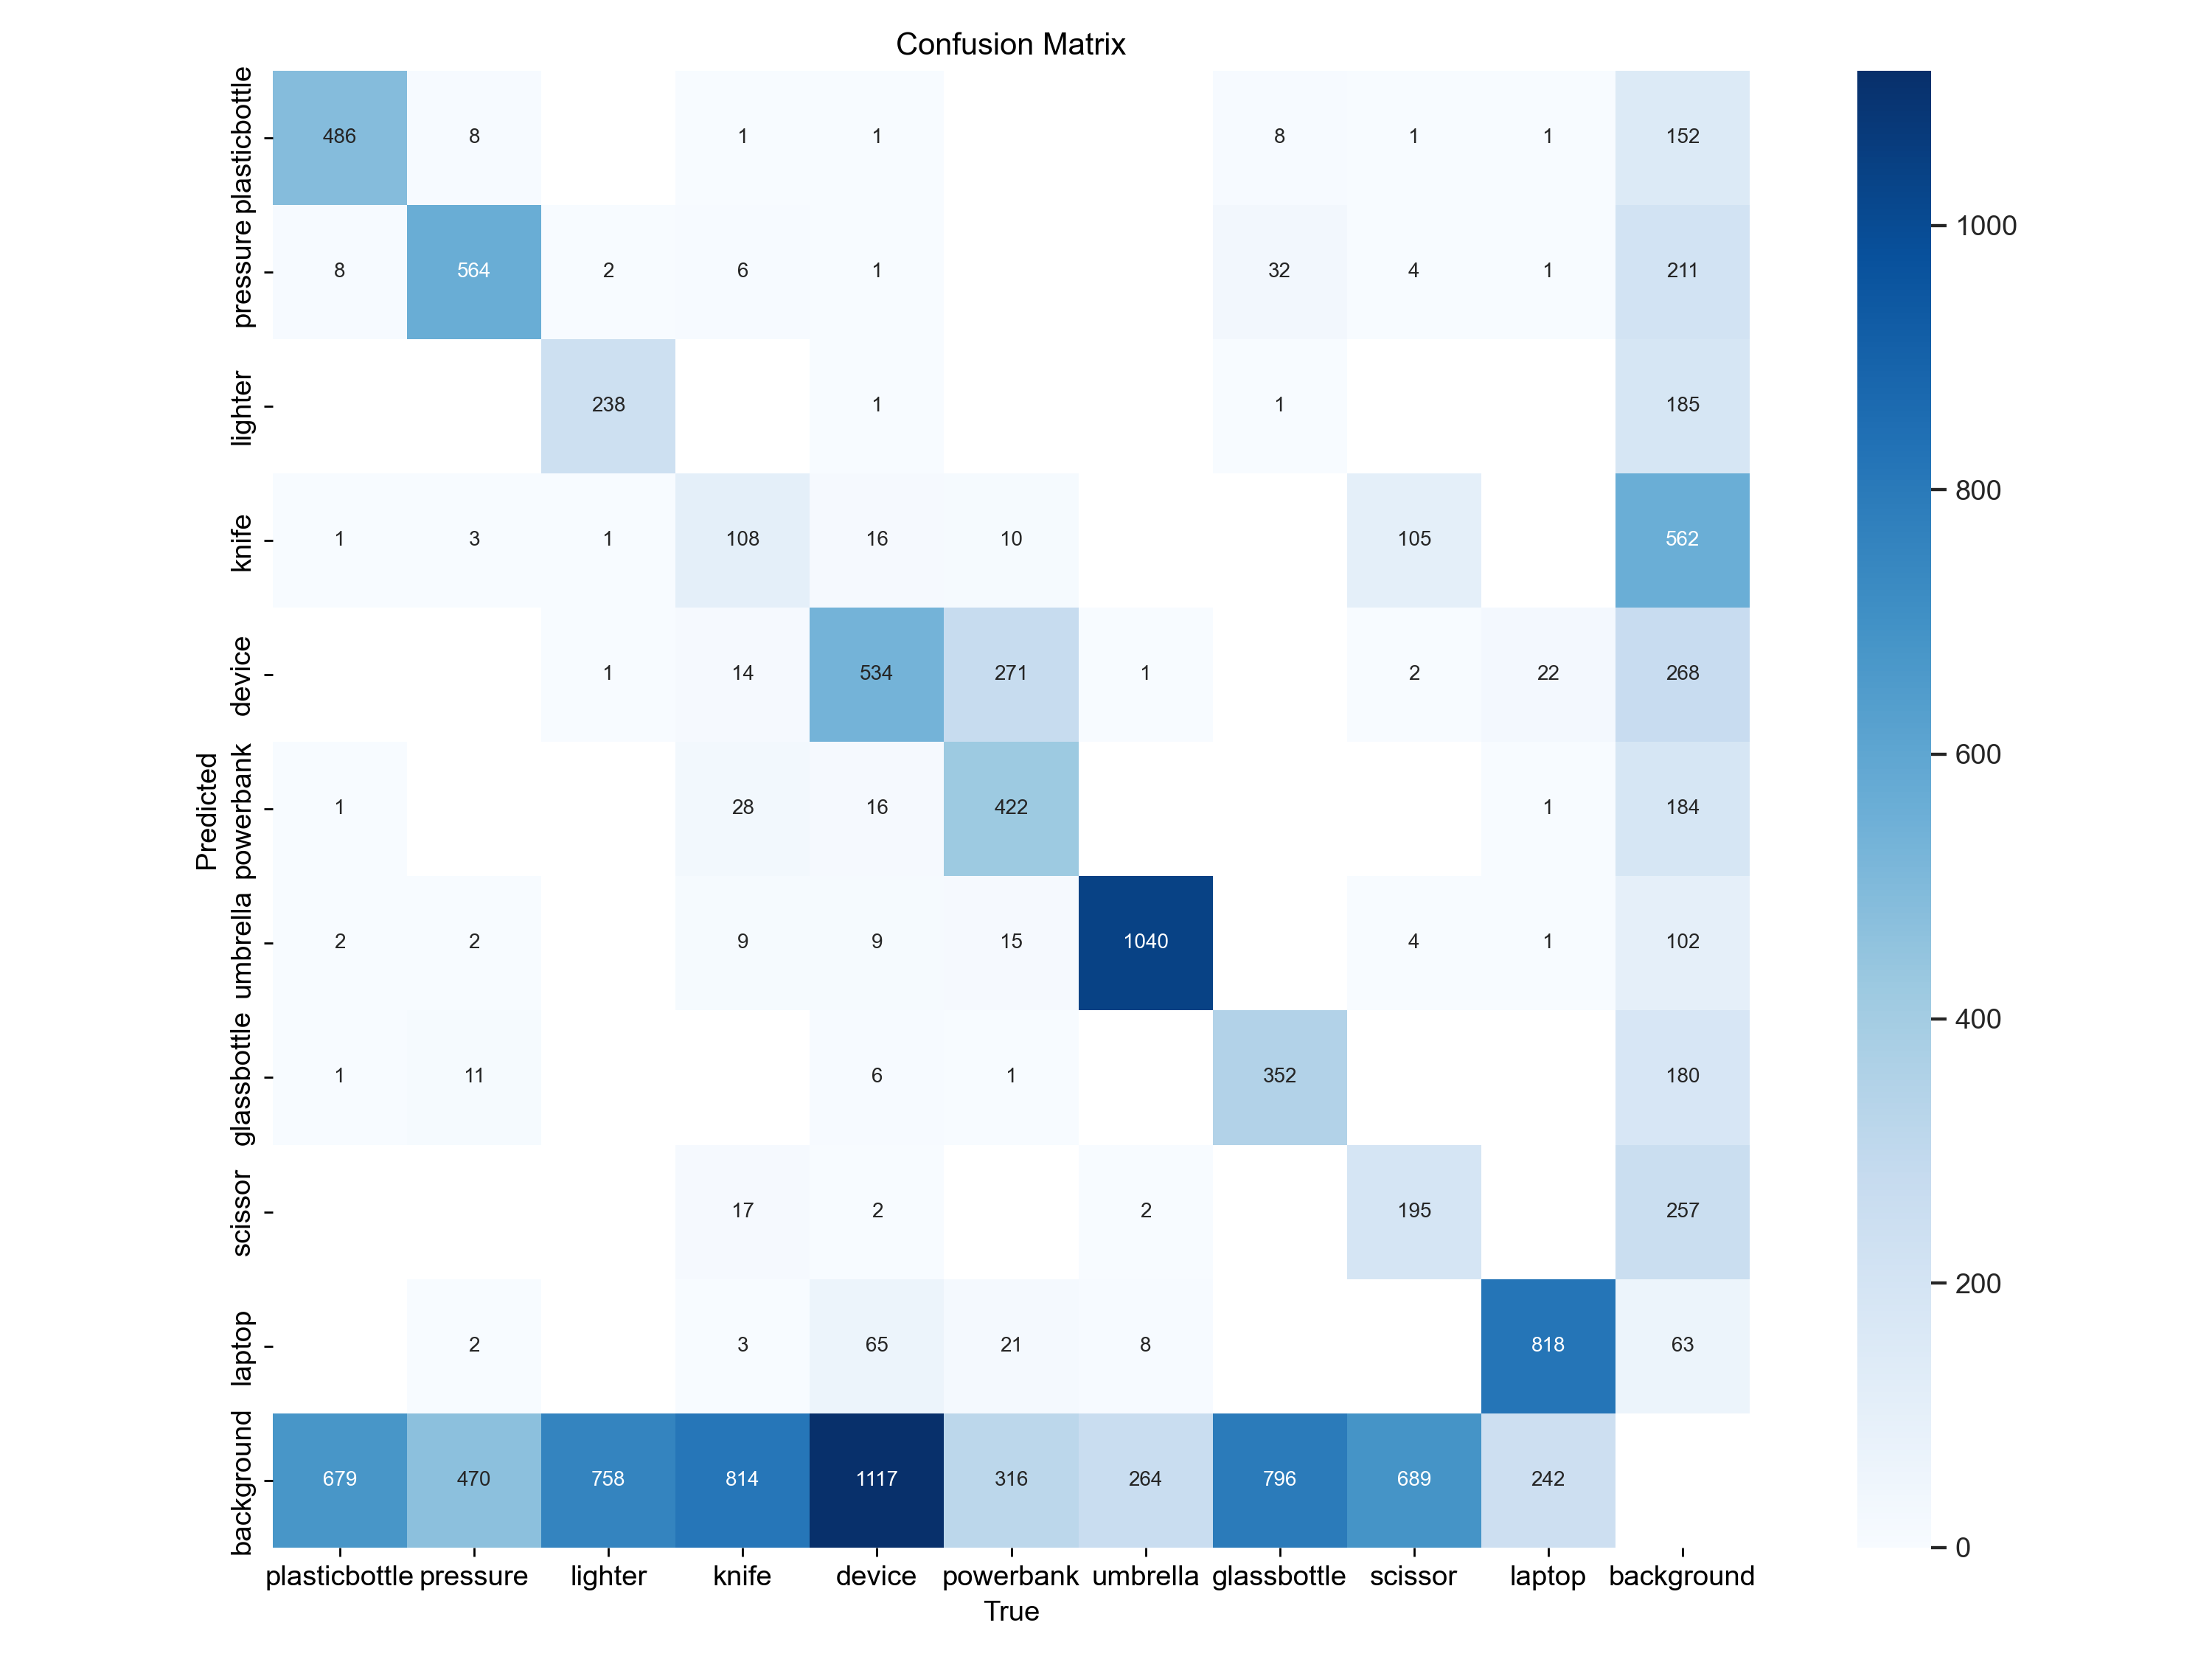 Confusion Matrix
plasticbottle 486 8 1 1 8 1 1 152
pressure 8 564 2 6 1 32 4 1 211
lighter 238 1 1 185
knife 1 3 1 108 16 10 105 562
device 1 14 534 271 1 2 22 268
powerbank 1 28 16 422 1 184
umbrella 2 2 9 9 15 1040 4 1 102
glassbottle 1 11 6 1 352 180
scissor 17 2 2 195 257
laptop 2 3 65 21 8 818 63
background 679 470 758 814 1117 316 264 796 689 242
plasticbottle pressure lighter knife device powerbank umbrella glassbottle scissor laptop background
True
Predicted
1000
800
600
400
200
0